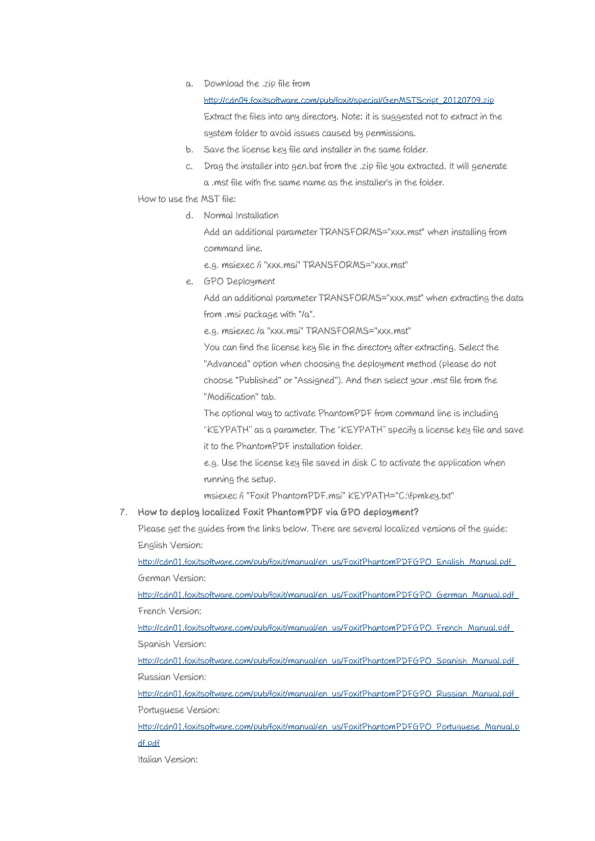 a. Download the .zip file from
http://cdn04.foxitsoftware.com/pub/foxit/special/GenMSTScript_20120709.zip
Extract the files into any directory. Note: it is suggested not to extract in the
system folder to avoid issues caused by permissions.
b. Save the license key file and installer in the same folder.
c. Drag the installer into gen.bat from the .zip file you extracted. It will generate
a .mst file with the same name as the installer's in the folder.
How to use the MST file:
d. Normal Installation
Add an additional parameter TRANSFORMS="xxx.mst" when installing from
command line.
e.g. msiexec /i "xxx.msi" TRANSFORMS="xxx.mst"
e. GPO Deployment
Add an additional parameter TRANSFORMS="xxx.mst" when extracting the data
from .msi package with "/a".
e.g. msiexec /a "xxx.msi" TRANSFORMS="xxx.mst"
You can find the license key file in the directory after extracting. Select the
"Advanced" option when choosing the deployment method (please do not
choose "Published" or "Assigned"). And then select your .mst file from the
"Modification" tab.
The optional way to activate PhantomPDF from command line is including
"KEYPATH" as a parameter. The "KEYPATH" specify a license key file and save
it to the PhantomPDF installation folder.
e.g. Use the license key file saved in disk C to activate the application when
running the setup.
msiexec /i "Foxit PhantomPDF.msi" KEYPATH="C:\fpmkey.txt"
7. How to deploy localized Foxit PhantomPDF via GPO deployment?
Please get the guides from the links below. There are several localized versions of the guide:
English Version:
http://cdn01.foxitsoftware.com/pub/foxit/manual/en_us/FoxitPhantomPDFGPO_English_Manual.pdf
German Version:
http://cdn01.foxitsoftware.com/pub/foxit/manual/en_us/FoxitPhantomPDFGPO_German_Manual.pdf
French Version:
http://cdn01.foxitsoftware.com/pub/foxit/manual/en_us/FoxitPhantomPDFGPO_French_Manual.pdf
Spanish Version:
http://cdn01.foxitsoftware.com/pub/foxit/manual/en_us/FoxitPhantomPDFGPO_Spanish_Manual.pdf
Russian Version:
http://cdn01.foxitsoftware.com/pub/foxit/manual/en_us/FoxitPhantomPDFGPO_Russian_Manual.pdf
Portuguese Version:
http://cdn01.foxitsoftware.com/pub/foxit/manual/en_us/FoxitPhantomPDFGPO_Portuguese_Manual.p
df.pdf
Italian Version: